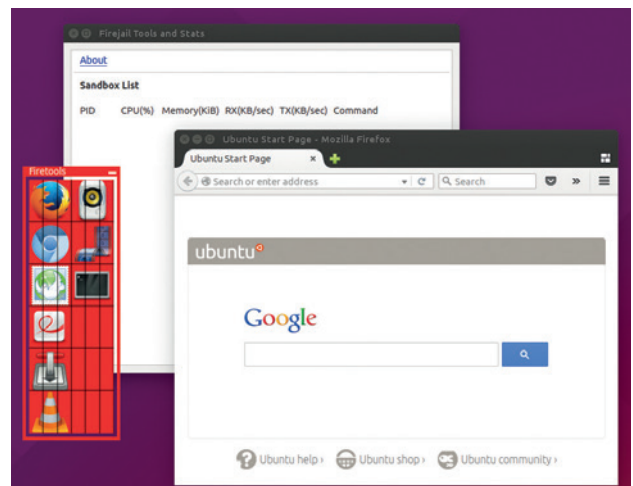 Firejail Tools and Stats
About
Sandbox List
PID CPU(%) Memory(KiB) RX(KB/sec) TX(KB/sec) Command
Ubuntu Start Page - Mozilla Firefox
Ubuntu Start Page
Search or enter address
Search
Firetools
ubuntu
Google
Ubuntu help ›
Ubuntu shop ›
Ubuntu community ›